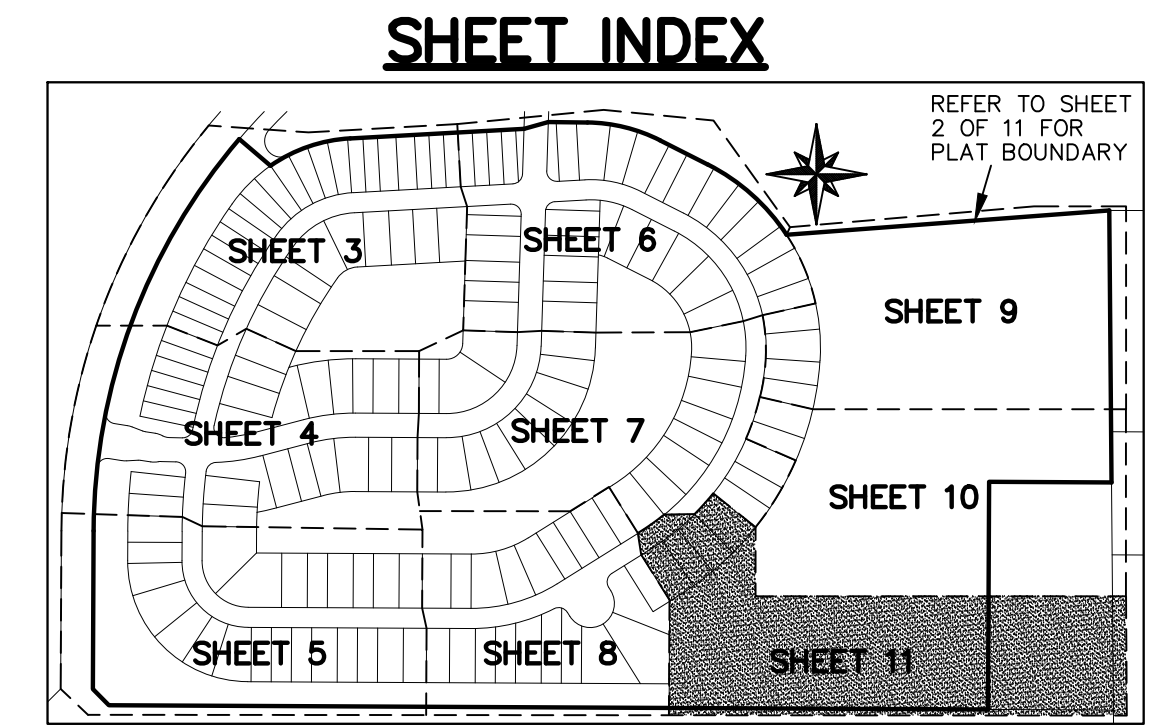 SHEET INDEX
REFER TO SHEET
2 OF 11 FOR
PLAT BOUNDARY
SHEET 3
SHEET 6
SHEET 9
SHEET 4
SHEET 7
SHEET 10
SHEET 5
SHEET 8
SHEET 11